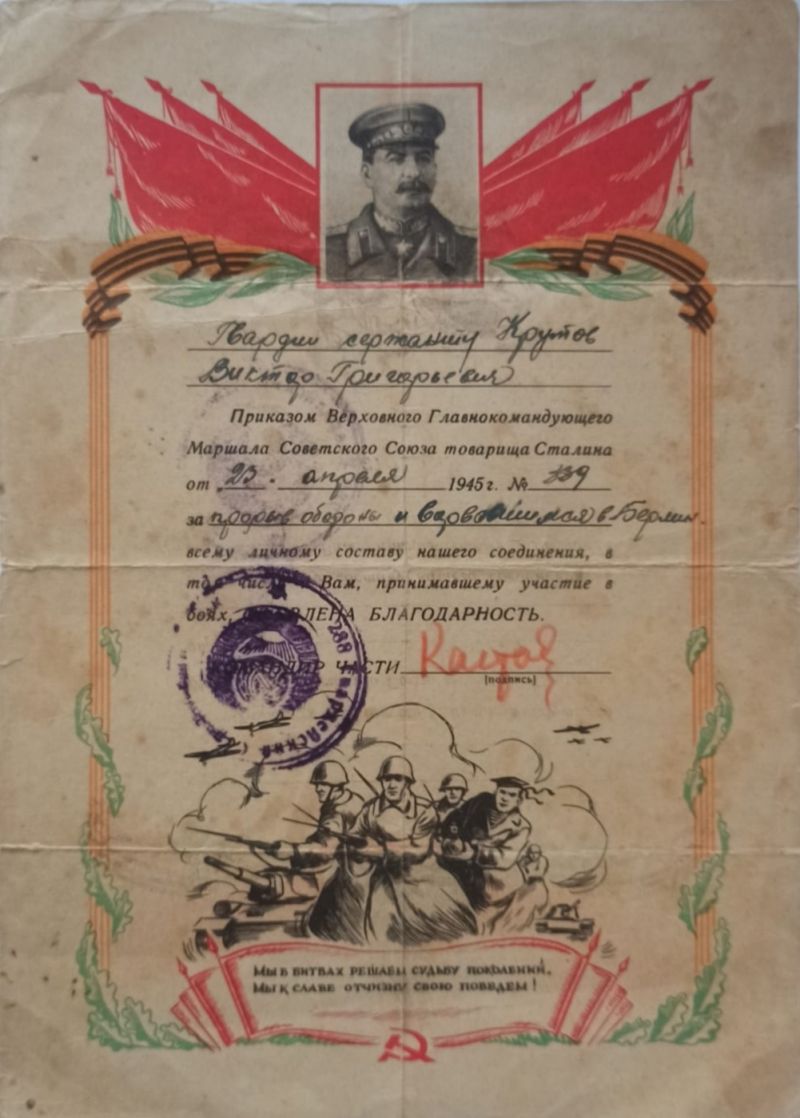 Гвардии сержанту Крутов
Виктор Григорьевич
Приказом Верховного Главнокомандующего
Маршала Советского Союза товарища Сталина
от „23. апреля 1945 г. № 339
за прорыв обороны и в Берлин.
всему личному составу нашего соединения, в
том числе и Вам, принимавшему участие в
боях, ОБЪЯВЛЕНА БЛАГОДАРНОСТЬ.
КОМАНДИР ЧАСТИ
(подпись)
288 Гвардейский
МЫ В БИТВАХ РЕШАЕМ СУДЬБУ ПОКОЛЕНИЙ,
МЫ К СЛАВЕ ОТЧИЗНУ СВОЮ ПОВЕДЕМ!